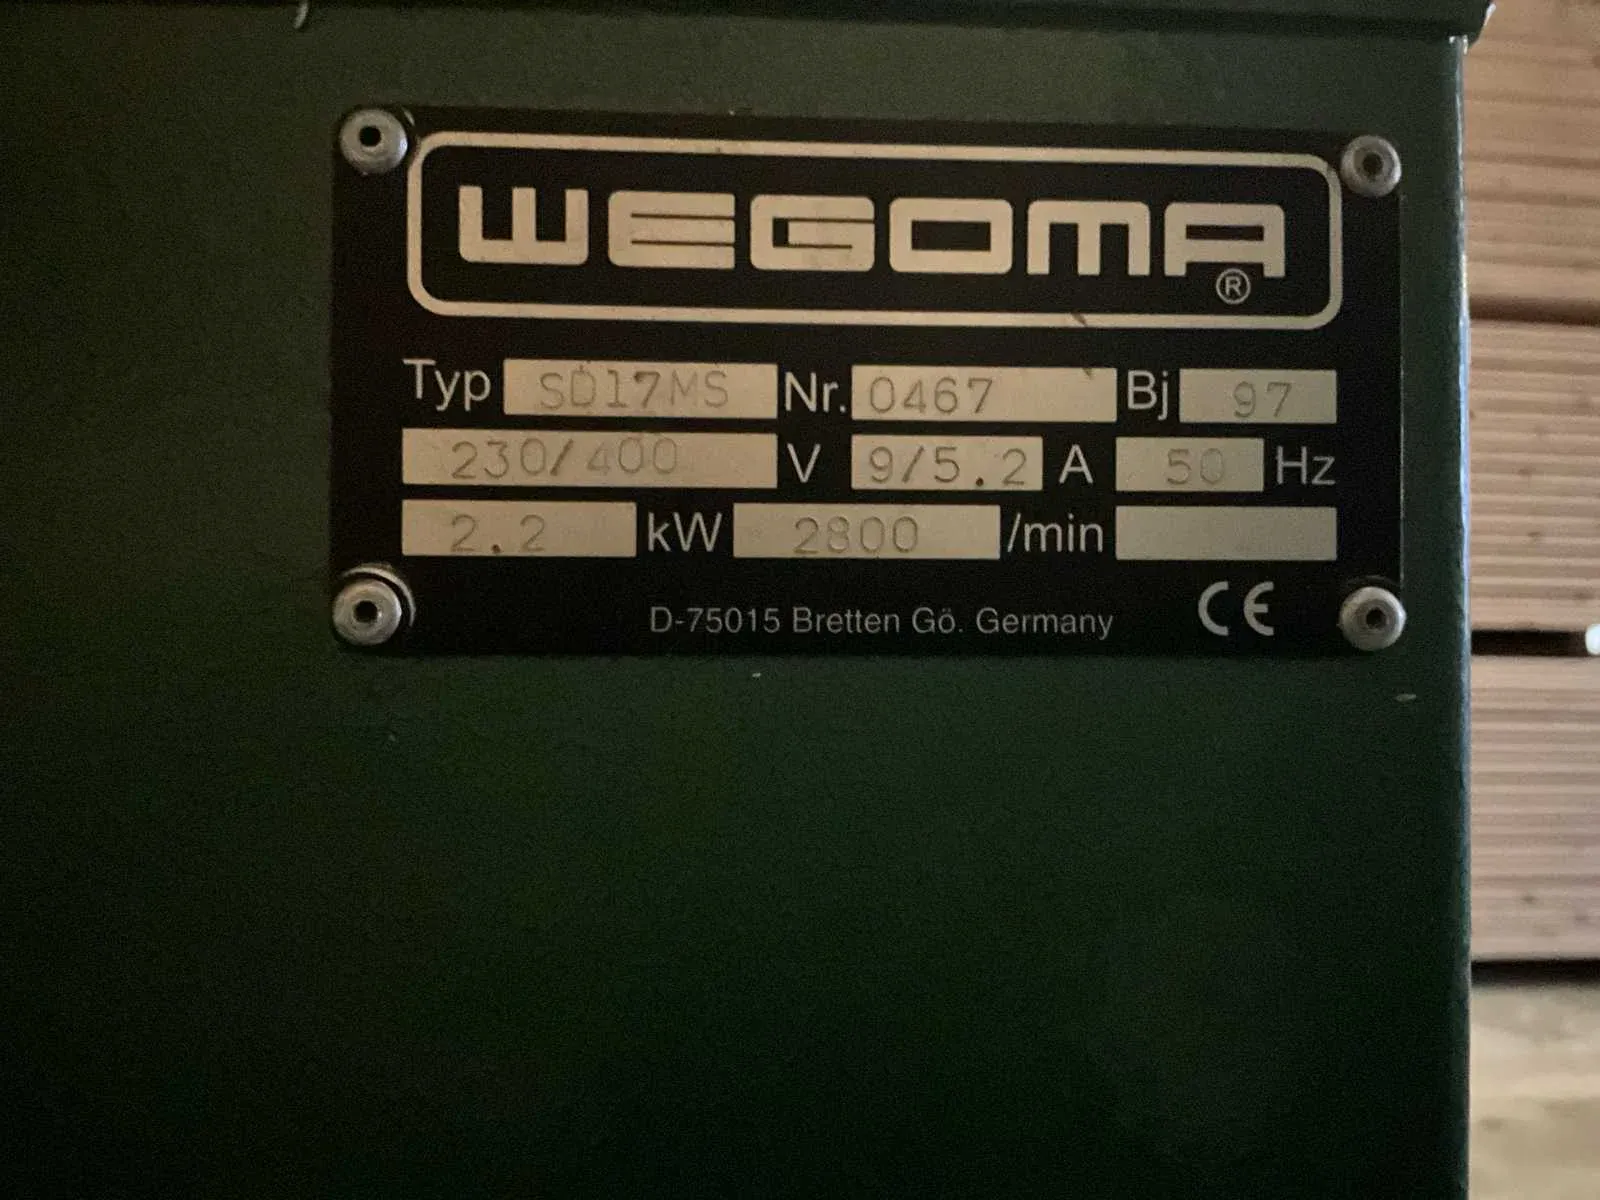 WEGOMA®
Typ SD17MS Nr. 0467 Bj 97
230/400 V 9/5.2 A 50 Hz
2.2 kW 2800 /min
D-75015 Bretten Gö. Germany CE